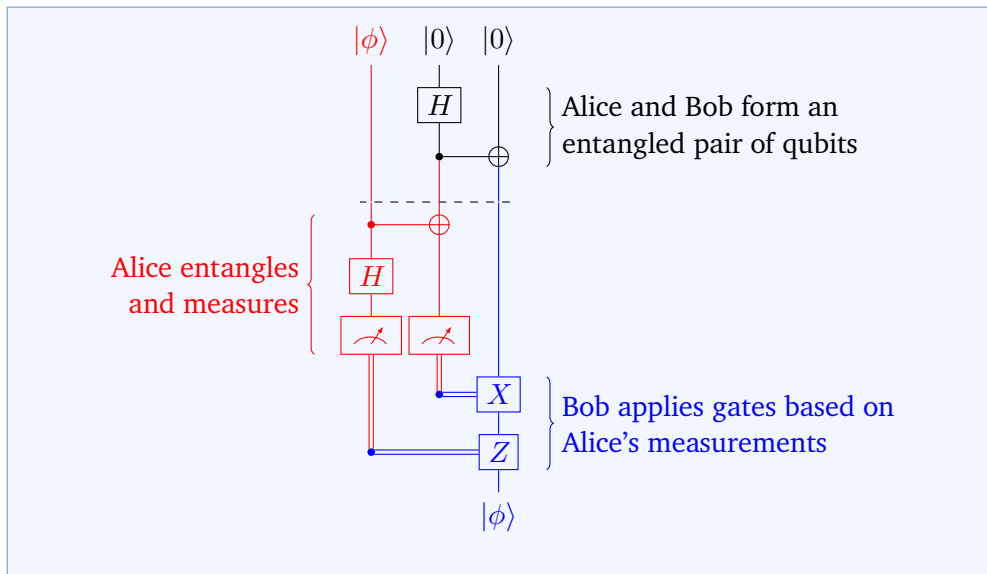 |ϕ⟩ |0⟩ |0⟩
H
Alice and Bob form an
entangled pair of qubits
Alice entangles
and measures
H
X
Bob applies gates based on
Alice’s measurements
Z
|ϕ⟩